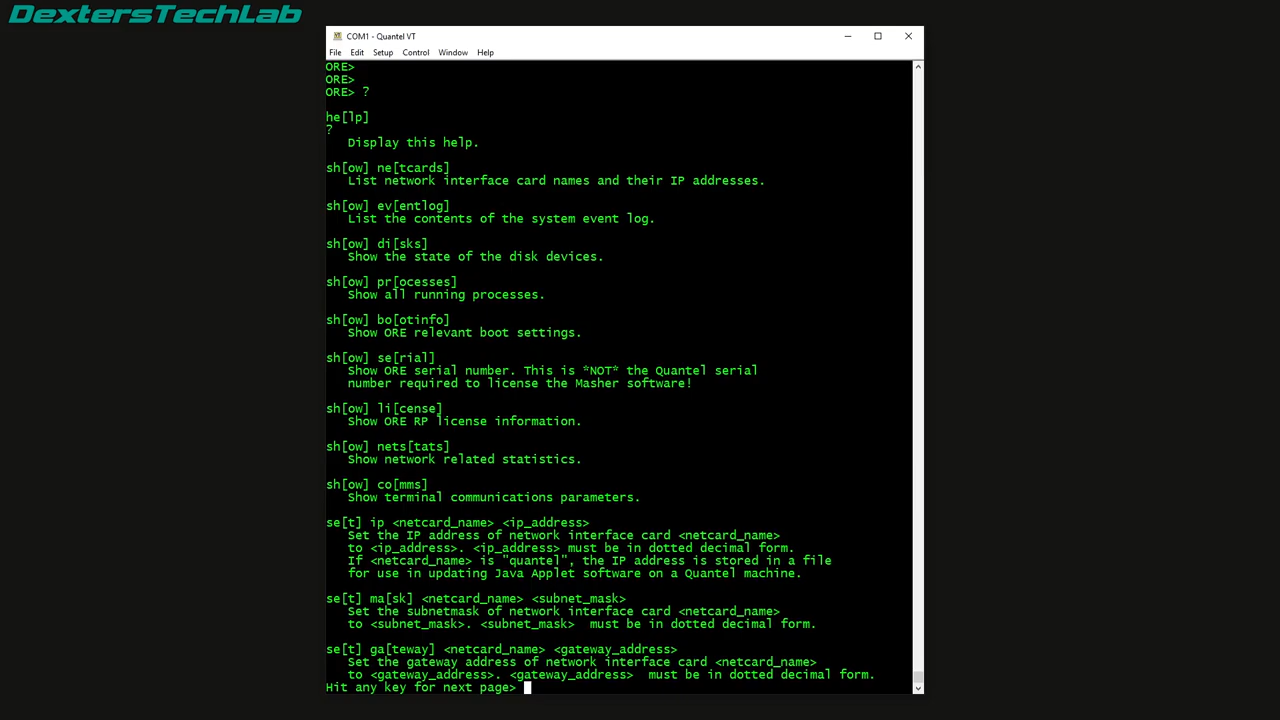 DextersTechLab
COM1 - Quantel VT
File Edit Setup Control Window Help
ORE>
ORE>
ORE> ?
he[lp]
?
Display this help.
sh[ow] ne[tcards]
List network interface card names and their IP addresses.
sh[ow] ev[entlog]
List the contents of the system event log.
sh[ow] di[sks]
Show the state of the disk devices.
sh[ow] pr[ocesses]
Show all running processes.
sh[ow] bo[otinfo]
Show ORE relevant boot settings.
sh[ow] se[rial]
Show ORE serial number. This is *NOT* the Quantel serial
number required to license the Masher software!
sh[ow] li[cense]
Show ORE RP license information.
sh[ow] nets[tats]
Show network related statistics.
sh[ow] co[mms]
Show terminal communications parameters.
se[t] ip <netcard_name> <ip_address>
Set the IP address of network interface card <netcard_name>
to <ip_address>. <ip_address> must be in dotted decimal form.
If <netcard_name> is "quantel", the IP address is stored in a file
for use in updating Java Applet software on a Quantel machine.
se[t] ma[sk] <netcard_name> <subnet_mask>
Set the subnetmask of network interface card <netcard_name>
to <subnet_mask>. <subnet_mask>  must be in dotted decimal form.
se[t] ga[teway] <netcard_name> <gateway_address>
Set the gateway address of network interface card <netcard_name>
to <gateway_address>. <gateway_address>  must be in dotted decimal form.
Hit any key for next page>